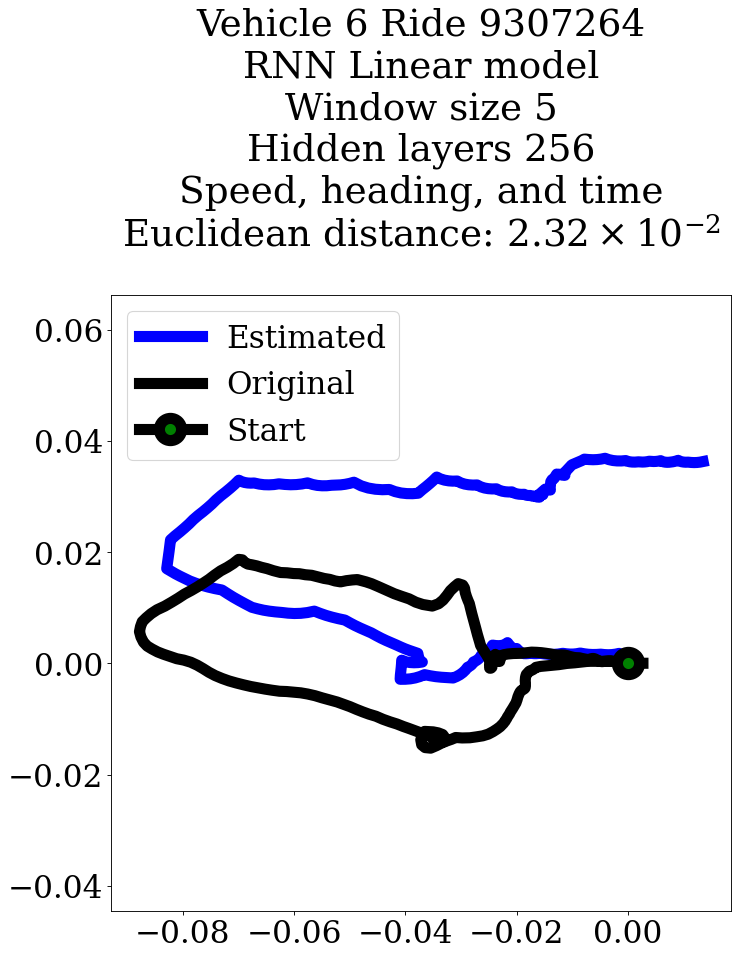 Vehicle 6 Ride 9307264
RNN Linear model
Window size 5
Hidden layers 256
Speed, heading, and time
Euclidean distance: 2.32 × 10⁻²
Estimated
Original
Start
0.06
0.04
0.02
0.00
−0.02
−0.04
−0.08 −0.06 −0.04 −0.02 0.00